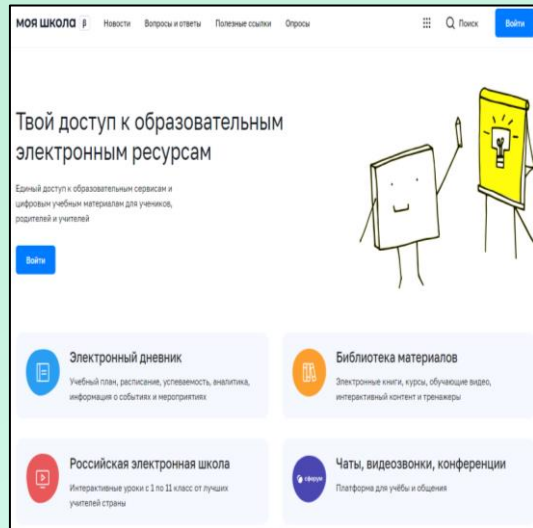 МОЯ ШКОЛА β Новости Вопросы и ответы Полезные ссылки Опросы Поиск Войти
Твой доступ к образовательным
электронным ресурсам
Единый доступ к образовательным сервисам и
цифровым учебным материалам для учеников,
родителей и учителей
Войти
Электронный дневник
Учебный план, расписание, успеваемость, аналитика,
информация о событиях и мероприятиях
Библиотека материалов
Электронные книги, курсы, обучающие видео,
интерактивный контент и тренажеры
Российская электронная школа
Интерактивные уроки с 1 по 11 класс от лучших
учителей страны
сферум
Чаты, видеозвонки, конференции
Платформа для учёбы и общения